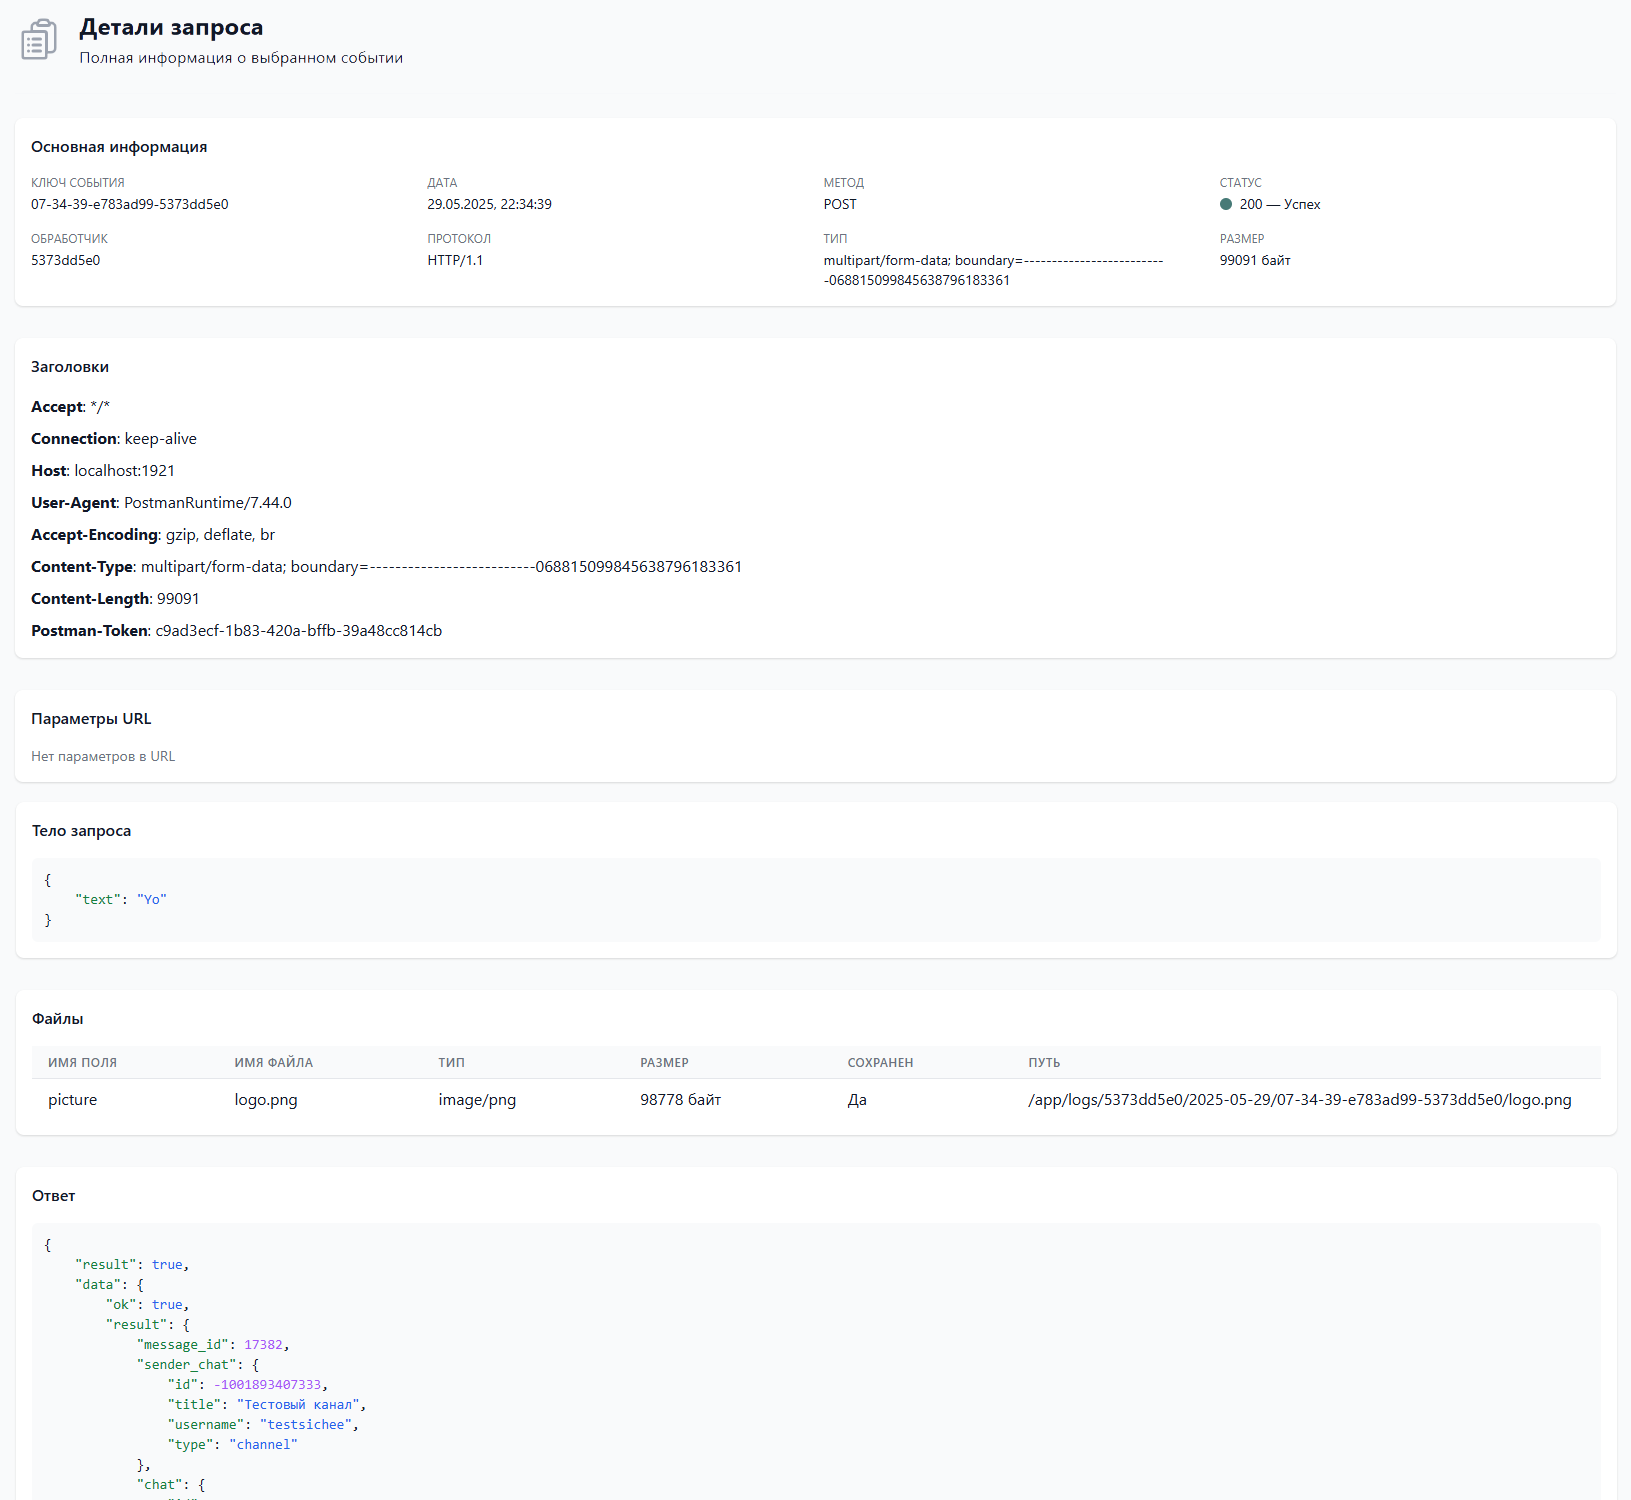 Детали запроса
Полная информация о выбранном событии
Основная информация
КЛЮЧ СОБЫТИЯ
07-34-39-e783ad99-5373dd5e0
ДАТА
29.05.2025, 22:34:39
МЕТОД
POST
СТАТУС
200 — Успех
ОБРАБОТЧИК
5373dd5e0
ПРОТОКОЛ
HTTP/1.1
ТИП
multipart/form-data; boundary=-------------------------
-068815099845638796183361
РАЗМЕР
99091 байт
Заголовки
Accept: */*
Connection: keep-alive
Host: localhost:1921
User-Agent: PostmanRuntime/7.44.0
Accept-Encoding: gzip, deflate, br
Content-Type: multipart/form-data; boundary=--------------------------068815099845638796183361
Content-Length: 99091
Postman-Token: c9ad3ecf-1b83-420a-bffb-39a48cc814cb
Параметры URL
Нет параметров в URL
Тело запроса
{
    "text": "Yo"
}
Файлы
ИМЯ ПОЛЯ ИМЯ ФАЙЛА ТИП РАЗМЕР СОХРАНЕН ПУТЬ
picture logo.png image/png 98778 байт Да /app/logs/5373dd5e0/2025-05-29/07-34-39-e783ad99-5373dd5e0/logo.png
Ответ
{
    "result": true,
    "data": {
        "ok": true,
        "result": {
            "message_id": 17382,
            "sender_chat": {
                "id": -1001893407333,
                "title": "Тестовый канал",
                "username": "testsichee",
                "type": "channel"
            },
            "chat": {